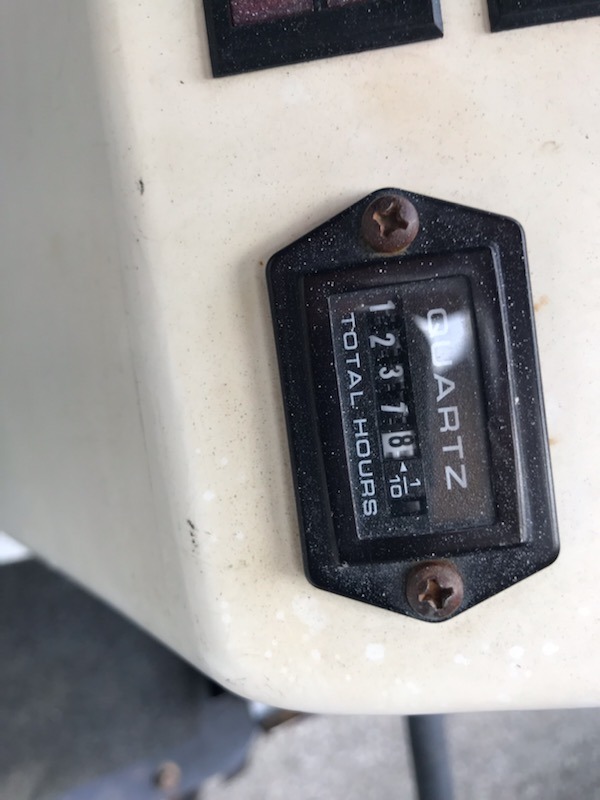 QUARTZ
12378 ◄ 1/10
TOTAL HOURS